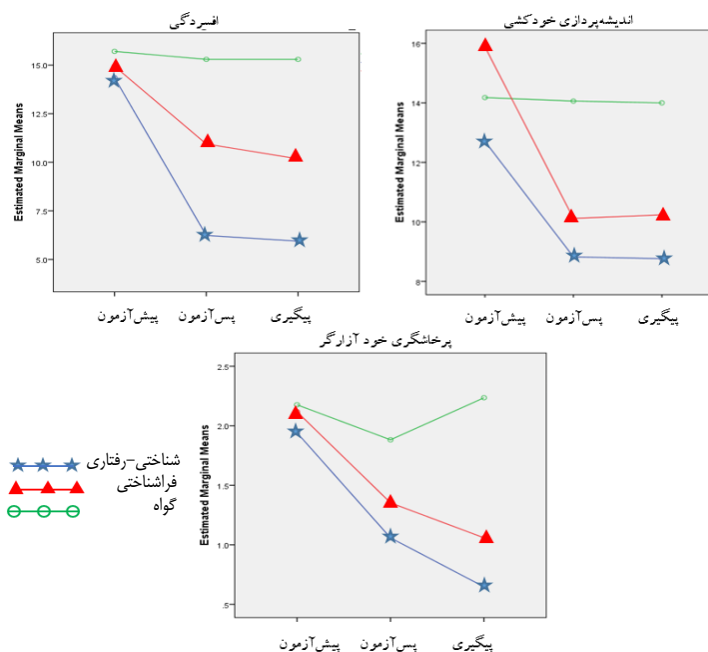 افسردگی
اندیشه‌پردازی خودکشی
Estimated Marginal Means
15.0
12.5
10.0
7.5
5.0
پیش‌آزمون
پس‌آزمون
پیگیری
Estimated Marginal Means
16
14
12
10
8
پیش‌آزمون
پس‌آزمون
پیگیری
پرخاشگری خود آزارگر
Estimated Marginal Means
2.5
2.0
1.5
1.0
.5
پیش‌آزمون
پس‌آزمون
پیگیری
شناختی-رفتاری
فراشناختی
گواه